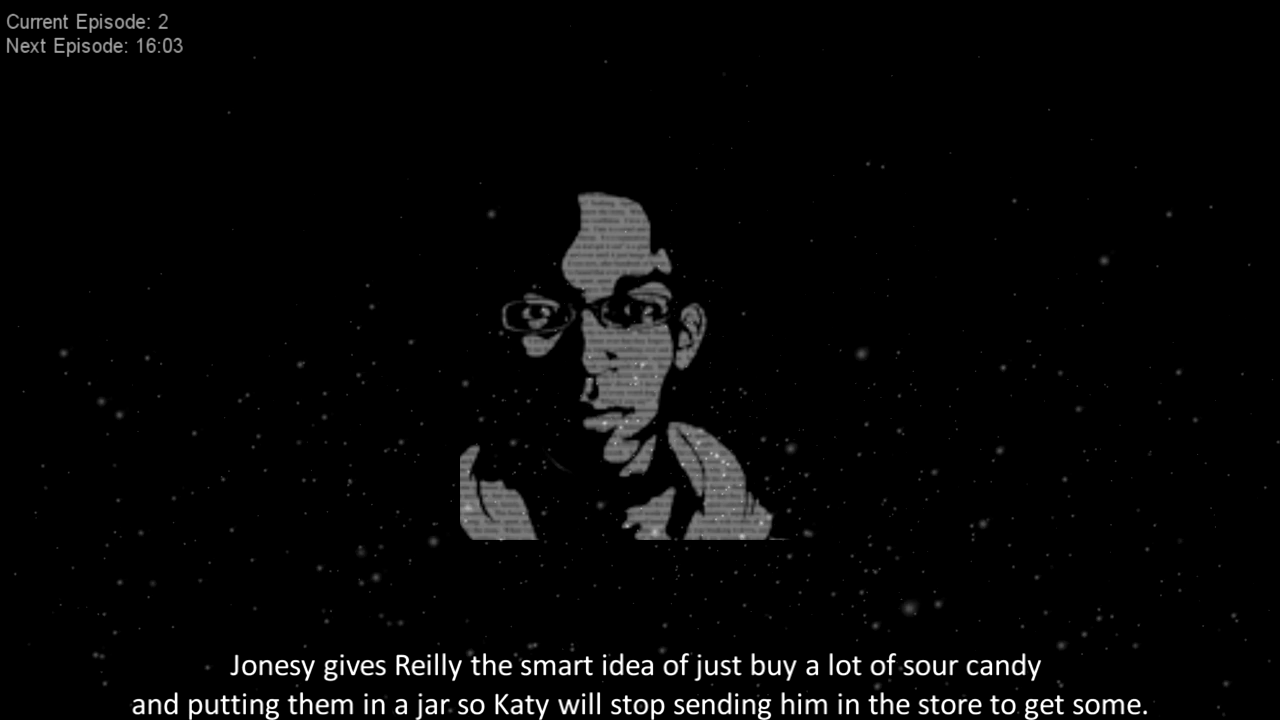 Current Episode: 2
Next Episode: 16:03
Jonesy gives Reilly the smart idea of just buy a lot of sour candy
and putting them in a jar so Katy will stop sending him in the store to get some.